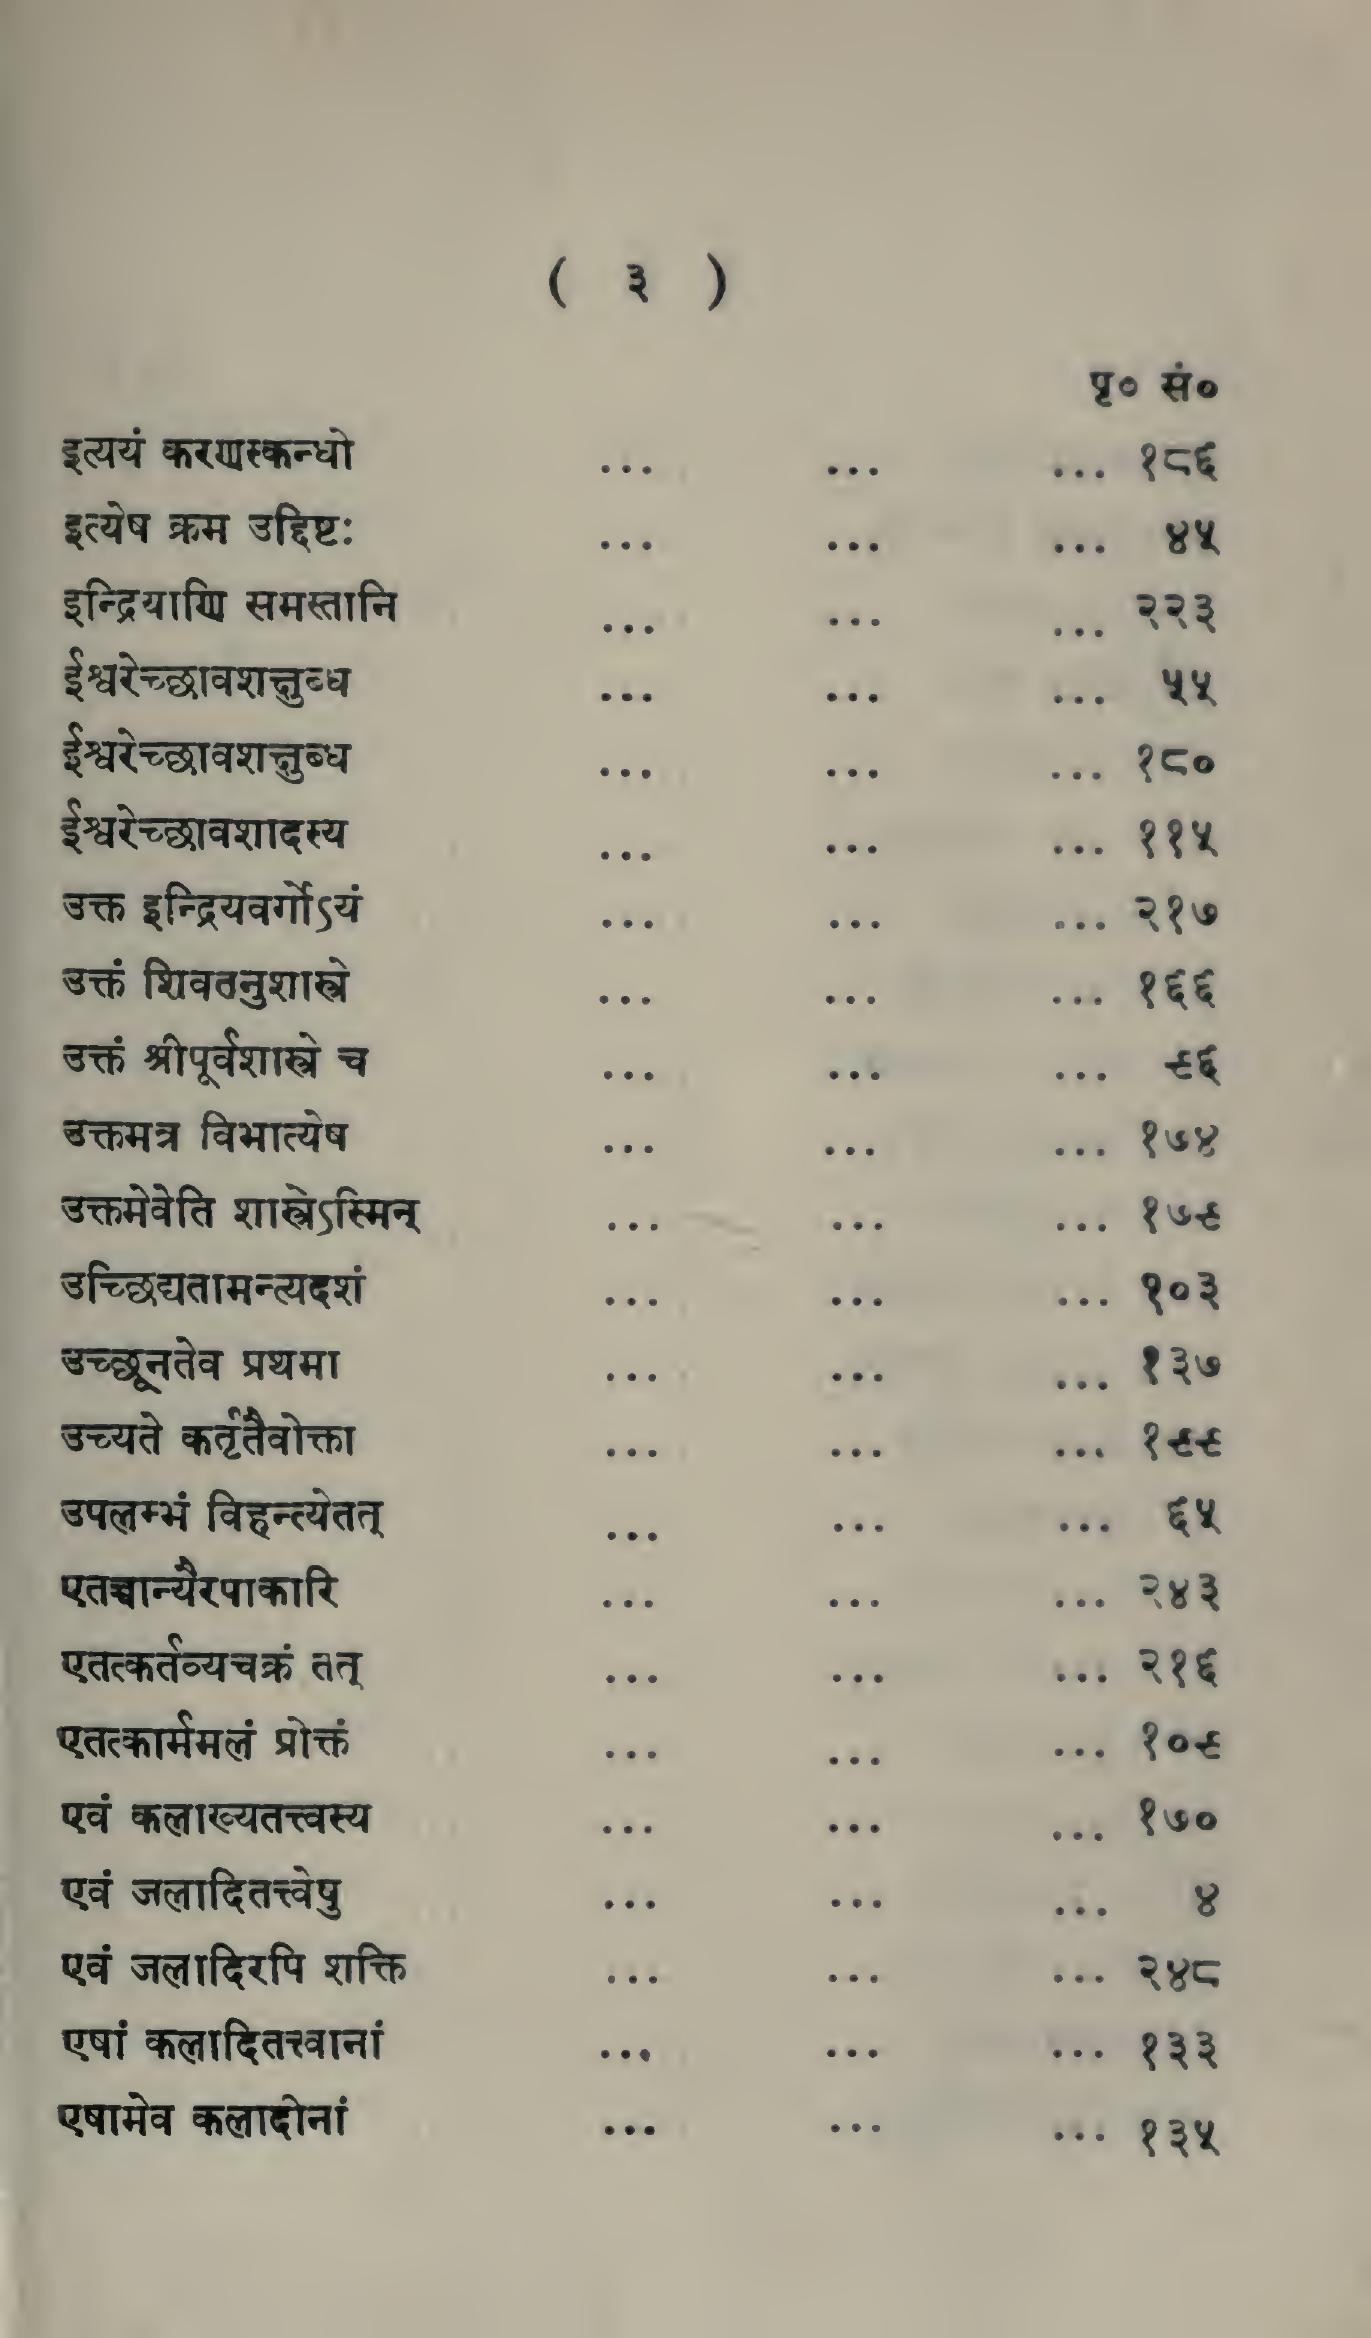 ( ३ )
पृ० सं०
इत्ययं करणस्कन्धो ... ... ... १८६
इत्येष क्रम उद्दिष्टः ... ... ... ४५
इन्द्रियाणि समस्तानि ... ... ... २२३
ईश्वरेच्छावशक्षुब्ध ... ... ... ५५
ईश्वरेच्छावशक्षुब्ध ... ... ... १८०
ईश्वरेच्छावशादस्य ... ... ... ११५
उक्त इन्द्रियवर्गोऽयं ... ... ... २१७
उक्तं शिवतनुशास्त्रे ... ... ... १६६
उक्तं श्रीपूर्वशास्त्रे च ... ... ... ९६
उक्तमत्र विभात्येष ... ... ... १७४
उक्तमेवेति शास्त्रेऽस्मिन् ... ... ... १७९
उच्छिद्यतामन्त्यदशं ... ... ... १०३
उच्छूनतेव प्रथमा ... ... ... १३७
उच्यते कर्तृतैवोक्ता ... ... ... १९९
उपलम्भं विहन्त्येतत् ... ... ... ६५
एतच्चान्यैरपाकारि ... ... ... २४३
एतत्कर्तव्यचक्रं तत् ... ... ... २१६
एतत्कार्ममलं प्रोक्तं ... ... ... १०९
एवं कलाख्यतत्त्वस्य ... ... ... १७०
एवं जलादितत्त्वेषु ... ... ... ४
एवं जलादिरपि शक्ति ... ... ... २४८
एषां कलादितत्त्वानां ... ... ... १३३
एषामेव कलादीनां ... ... ... १३५